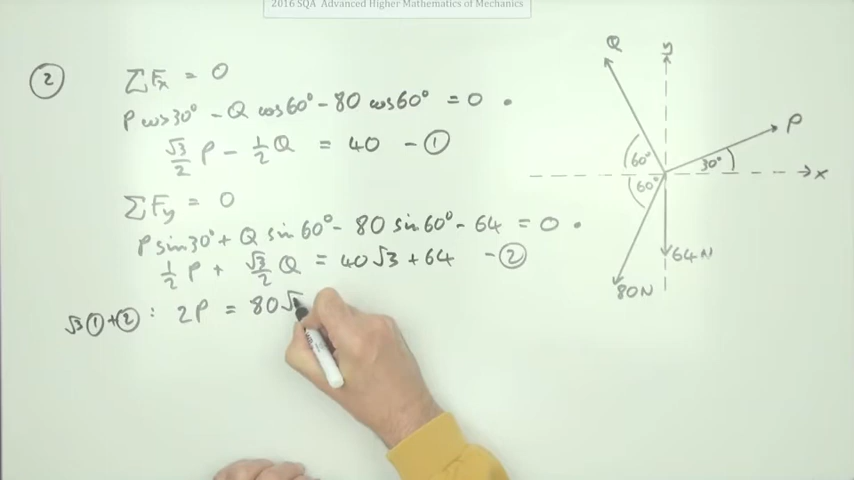 2016 SQA Advanced Higher Mathematics of Mechanics
② ΣFx = 0
Pcos30° - Q cos60° - 80 cos60° = 0 •
√3/2 P - 1/2 Q = 40 - ①
ΣFy = 0
Psin30° + Q sin60° - 80 sin60° - 64 = 0 •
1/2 P + √3/2 Q = 40√3 + 64 - ②
√3① + ② : 2P = 80√
Q y
P
60° 30° x
60°
64N
80N